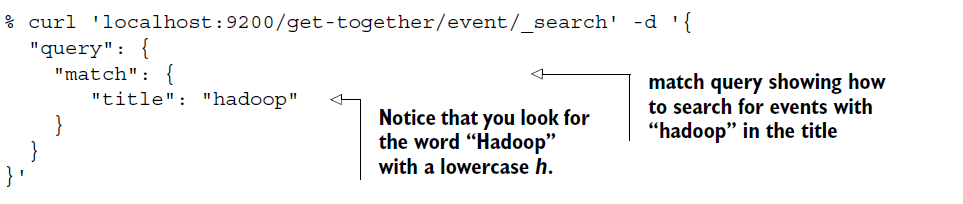 % curl 'localhost:9200/get-together/event/_search' -d '{
"query": {
"match": {
"title": "hadoop"
}
}
}'
Notice that you look for
the word “Hadoop”
with a lowercase h.
match query showing how
to search for events with
“hadoop” in the title